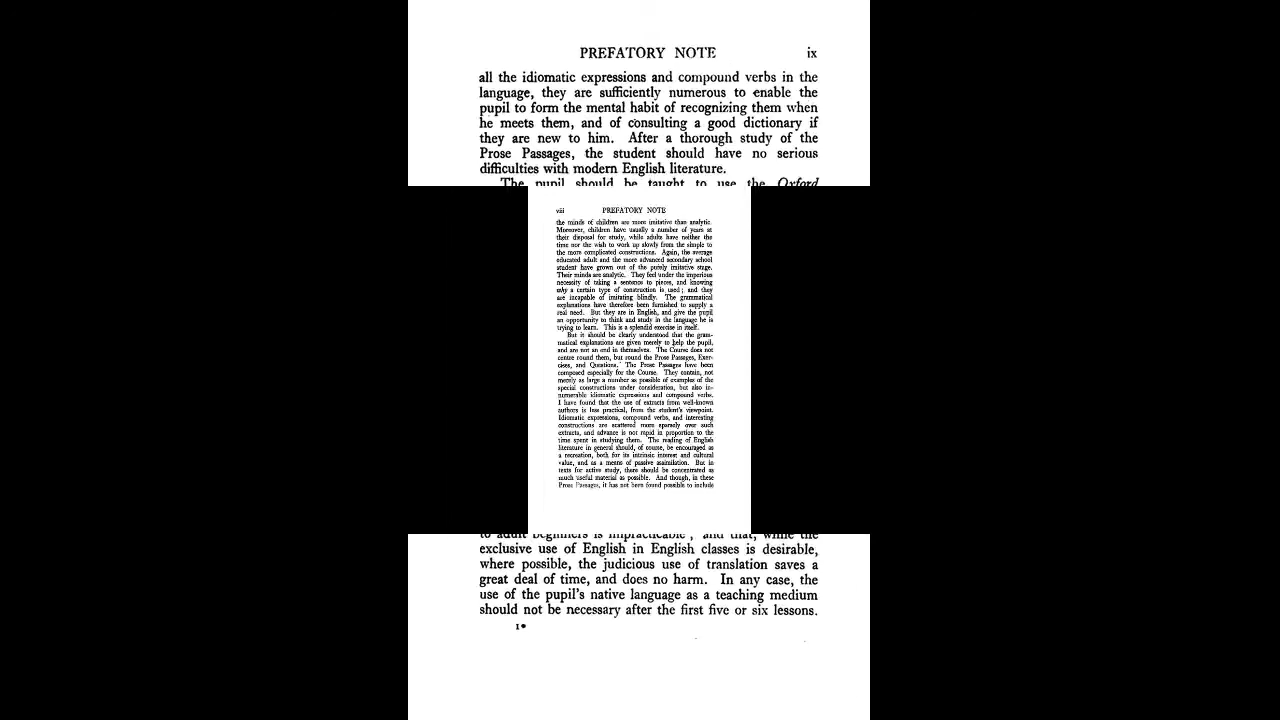 PREFATORY NOTE ix
all the idiomatic expressions and compound verbs in the
language, they are sufficiently numerous to enable the
pupil to form the mental habit of recognizing them when
he meets them, and of consulting a good dictionary if
they are new to him. After a thorough study of the
Prose Passages, the student should have no serious
difficulties with modern English literature.
The pupil should be taught to use the Oxford
viii PREFATORY NOTE
the minds of children are more imitative than analytic.
Moreover, children have usually a number of years at
their disposal for study, while adults have neither the
time nor the wish to work up slowly from the simple to
the more complicated constructions. Again, the average
educated adult and the more advanced secondary school
student have grown out of the purely imitative stage.
Their minds are analytic. They feel under the imperious
necessity of taking a sentence to pieces, and knowing
why a certain type of construction is used; and they
are incapable of imitating blindly. The grammatical
explanations have therefore been furnished to supply a
real need. But they are in English, and give the pupil
an opportunity to think and study in the language he is
trying to learn. This is a splendid exercise in itself.
But it should be clearly understood that the gram-
matical explanations are given merely to help the pupil,
and are not an end in themselves. The Course does not
centre round them, but round the Prose Passages, Exer-
cises, and Questions. The Prose Passages have been
composed especially for the Course. They contain, not
merely as large a number as possible of examples of the
special constructions under consideration, but also in-
numerable idiomatic expressions and compound verbs.
I have found that the use of extracts from well-known
authors is less practical, from the student's viewpoint.
Idiomatic expressions, compound verbs, and interesting
constructions are scattered more sparsely over such
extracts, and advance is not rapid in proportion to the
time spent in studying them. The reading of English
literature in general should, of course, be encouraged as
a recreation, both for its intrinsic interest and cultural
value, and as a means of passive assimilation. But in
texts for active study, there should be concentrated as
much useful material as possible. And though, in these
Prose Passages, it has not been found possible to include
to adult beginners is impracticable; and that, while the
exclusive use of English in English classes is desirable,
where possible, the judicious use of translation saves a
great deal of time, and does no harm. In any case, the
use of the pupil's native language as a teaching medium
should not be necessary after the first five or six lessons.
1*